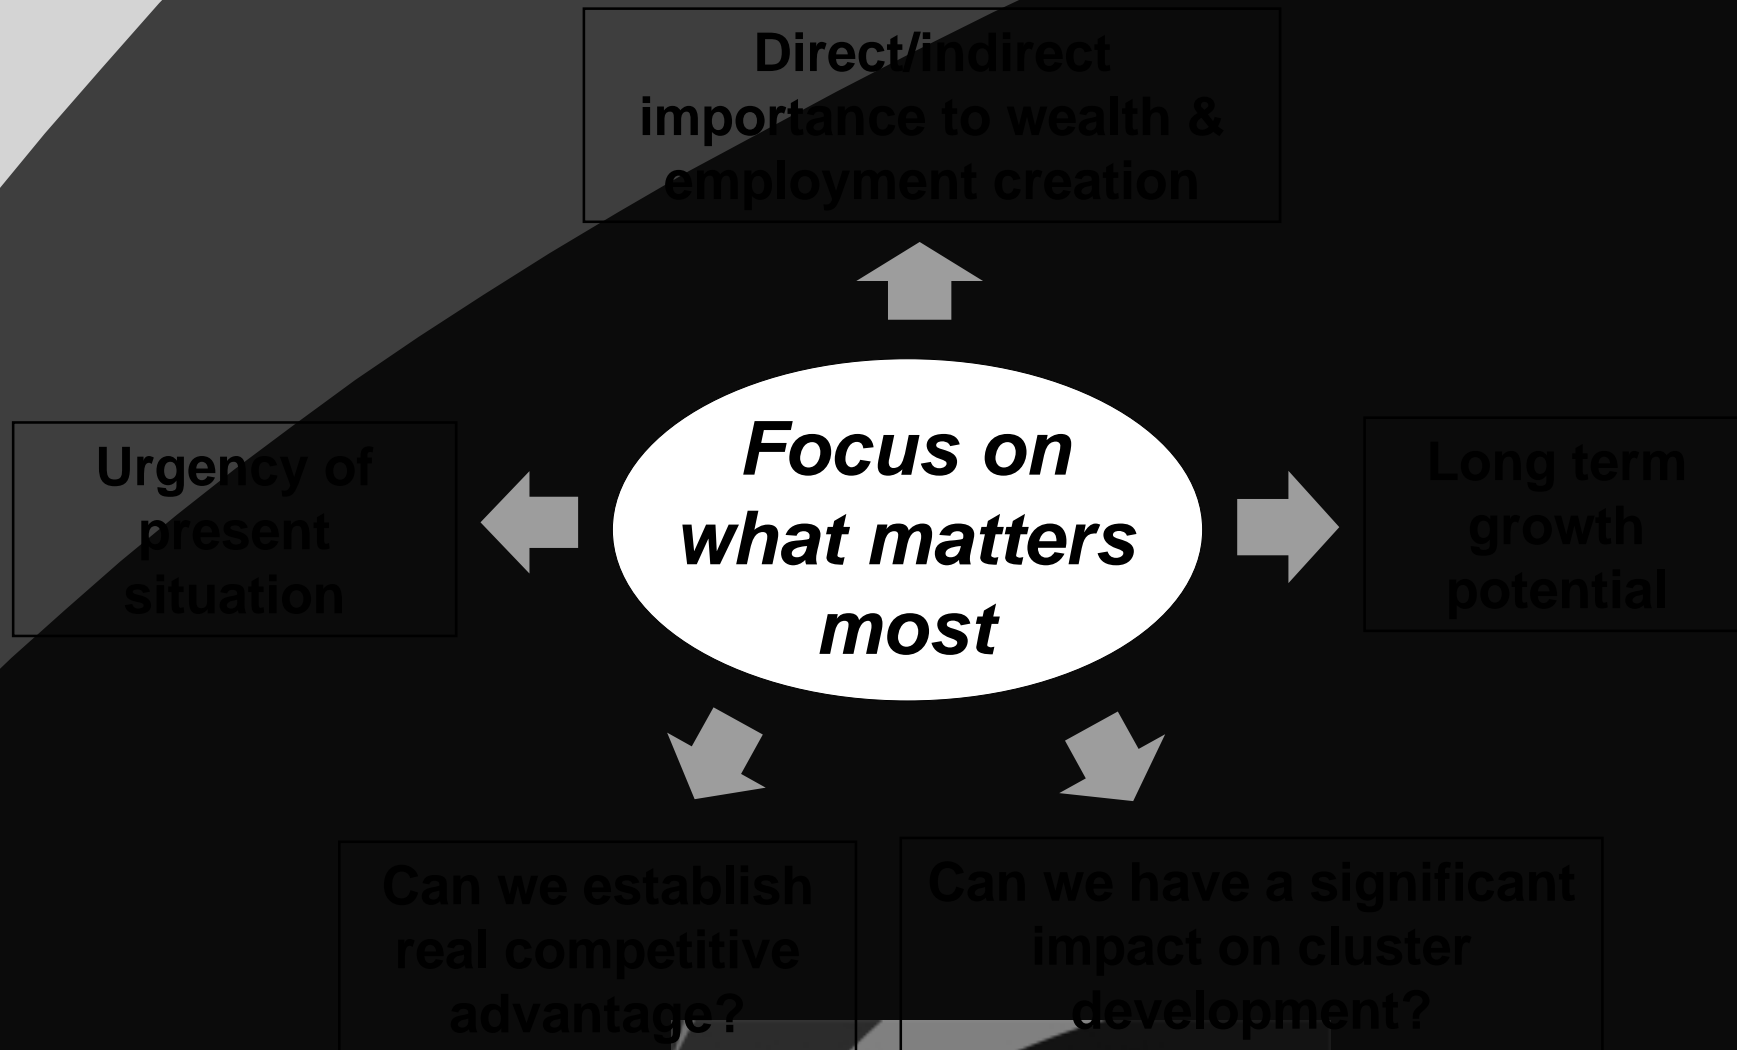 Direct/indirect
importance to wealth &
employment creation
Focus on
what matters
most
Urgency of
present
situation
Long term
growth
potential
Can we establish
real competitive
advantage?
Can we have a significant
impact on cluster
development?